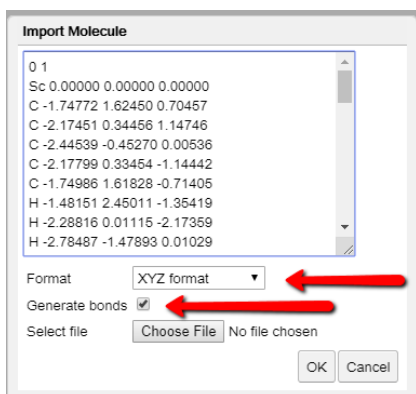 Import Molecule
0 1
Sc 0.00000 0.00000 0.00000
C -1.74772 1.62450 0.70457
C -2.17451 0.34456 1.14746
C -2.44539 -0.45270 0.00536
C -2.17799 0.33454 -1.14442
C -1.74986 1.61828 -0.71405
H -1.48151 2.45011 -1.35419
H -2.28816 0.01115 -2.17359
H -2.78487 -1.47893 0.01029
Format XYZ format
Generate bonds
Select file Choose File No file chosen
OK Cancel